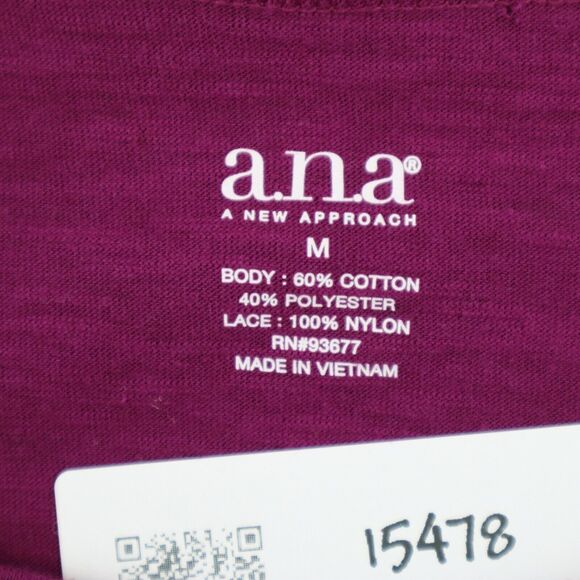 a.n.a®
A NEW APPROACH
M
BODY : 60% COTTON
40% POLYESTER
LACE : 100% NYLON
RN#93677
MADE IN VIETNAM
15478